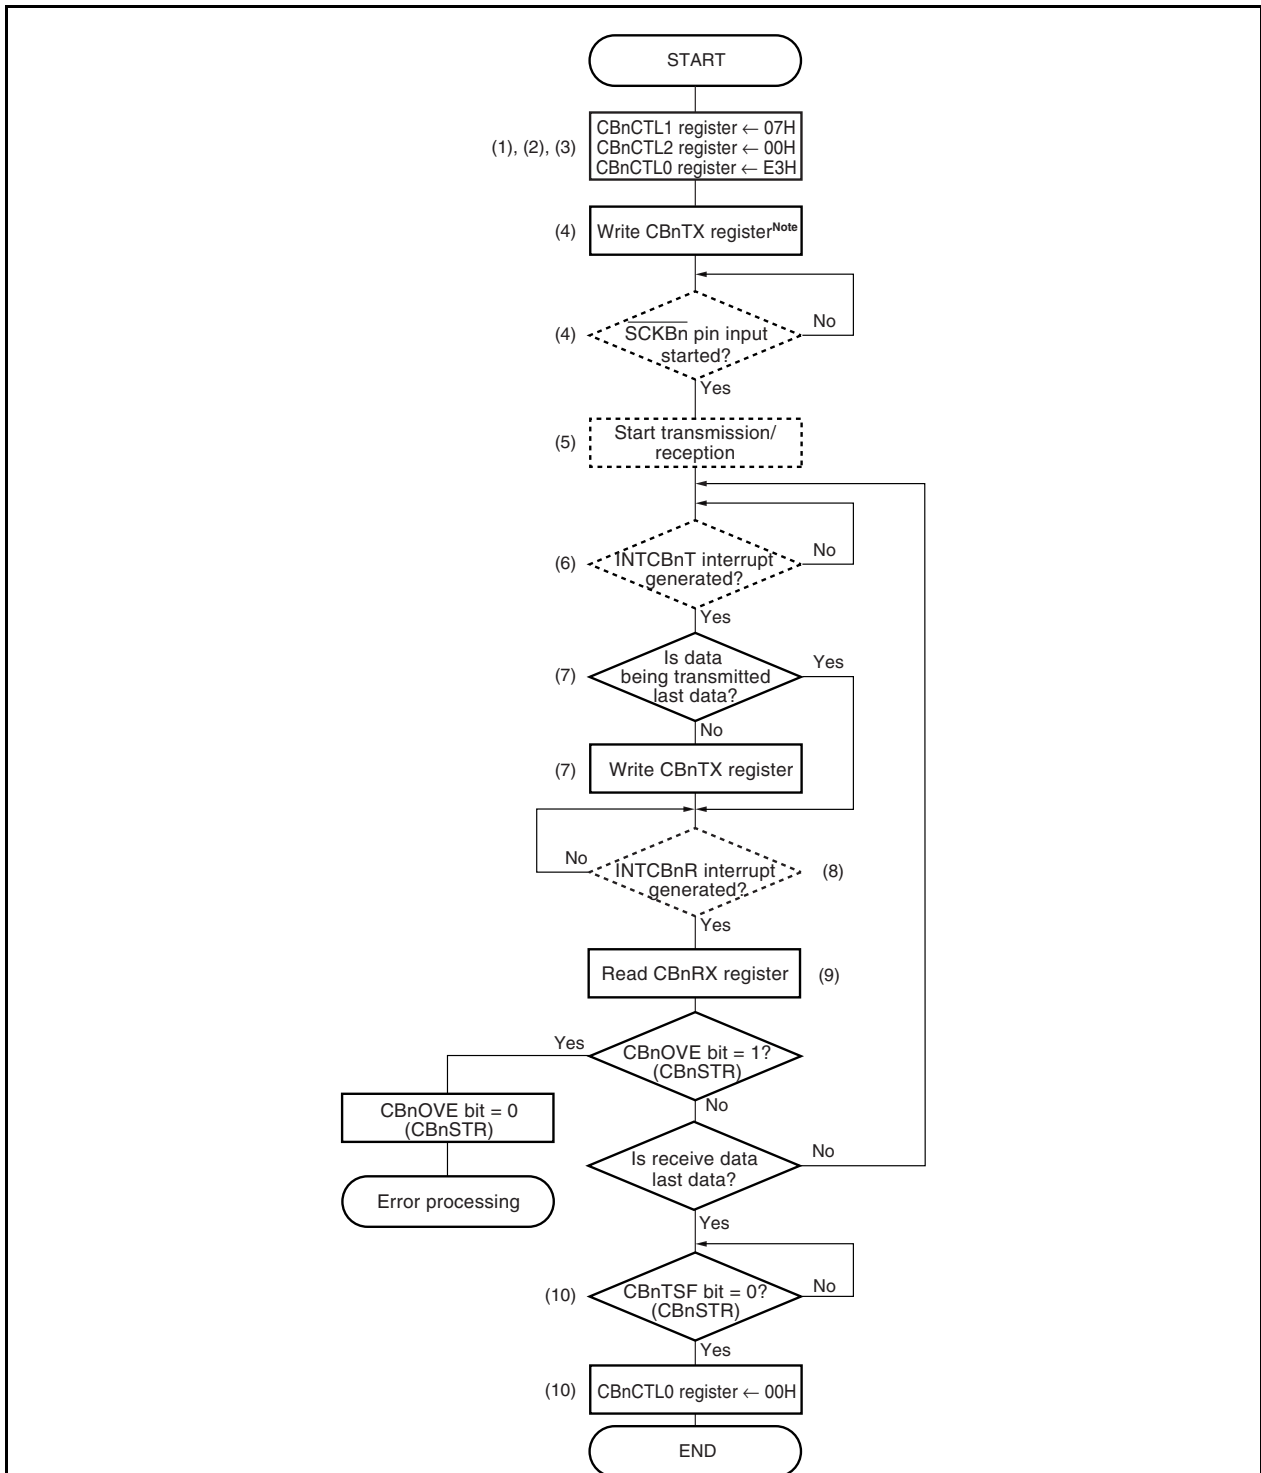 START
(1), (2), (3)
CBnCTL1 register ← 07H
CBnCTL2 register ← 00H
CBnCTL0 register ← E3H
(4)
Write CBnTX registerNote
(4)
SCKBn pin input
started?
No
Yes
(5)
Start transmission/
reception
(6)
INTCBnT interrupt
generated?
No
Yes
(7)
Is data
being transmitted
last data?
Yes
No
(7)
Write CBnTX register
No
INTCBnR interrupt
generated?
(8)
Yes
Read CBnRX register
(9)
Yes
CBnOVE bit = 1?
(CBnSTR)
No
CBnOVE bit = 0
(CBnSTR)
Is receive data
last data?
No
Error processing
Yes
(10)
CBnTSF bit = 0?
(CBnSTR)
No
Yes
(10)
CBnCTL0 register ← 00H
END